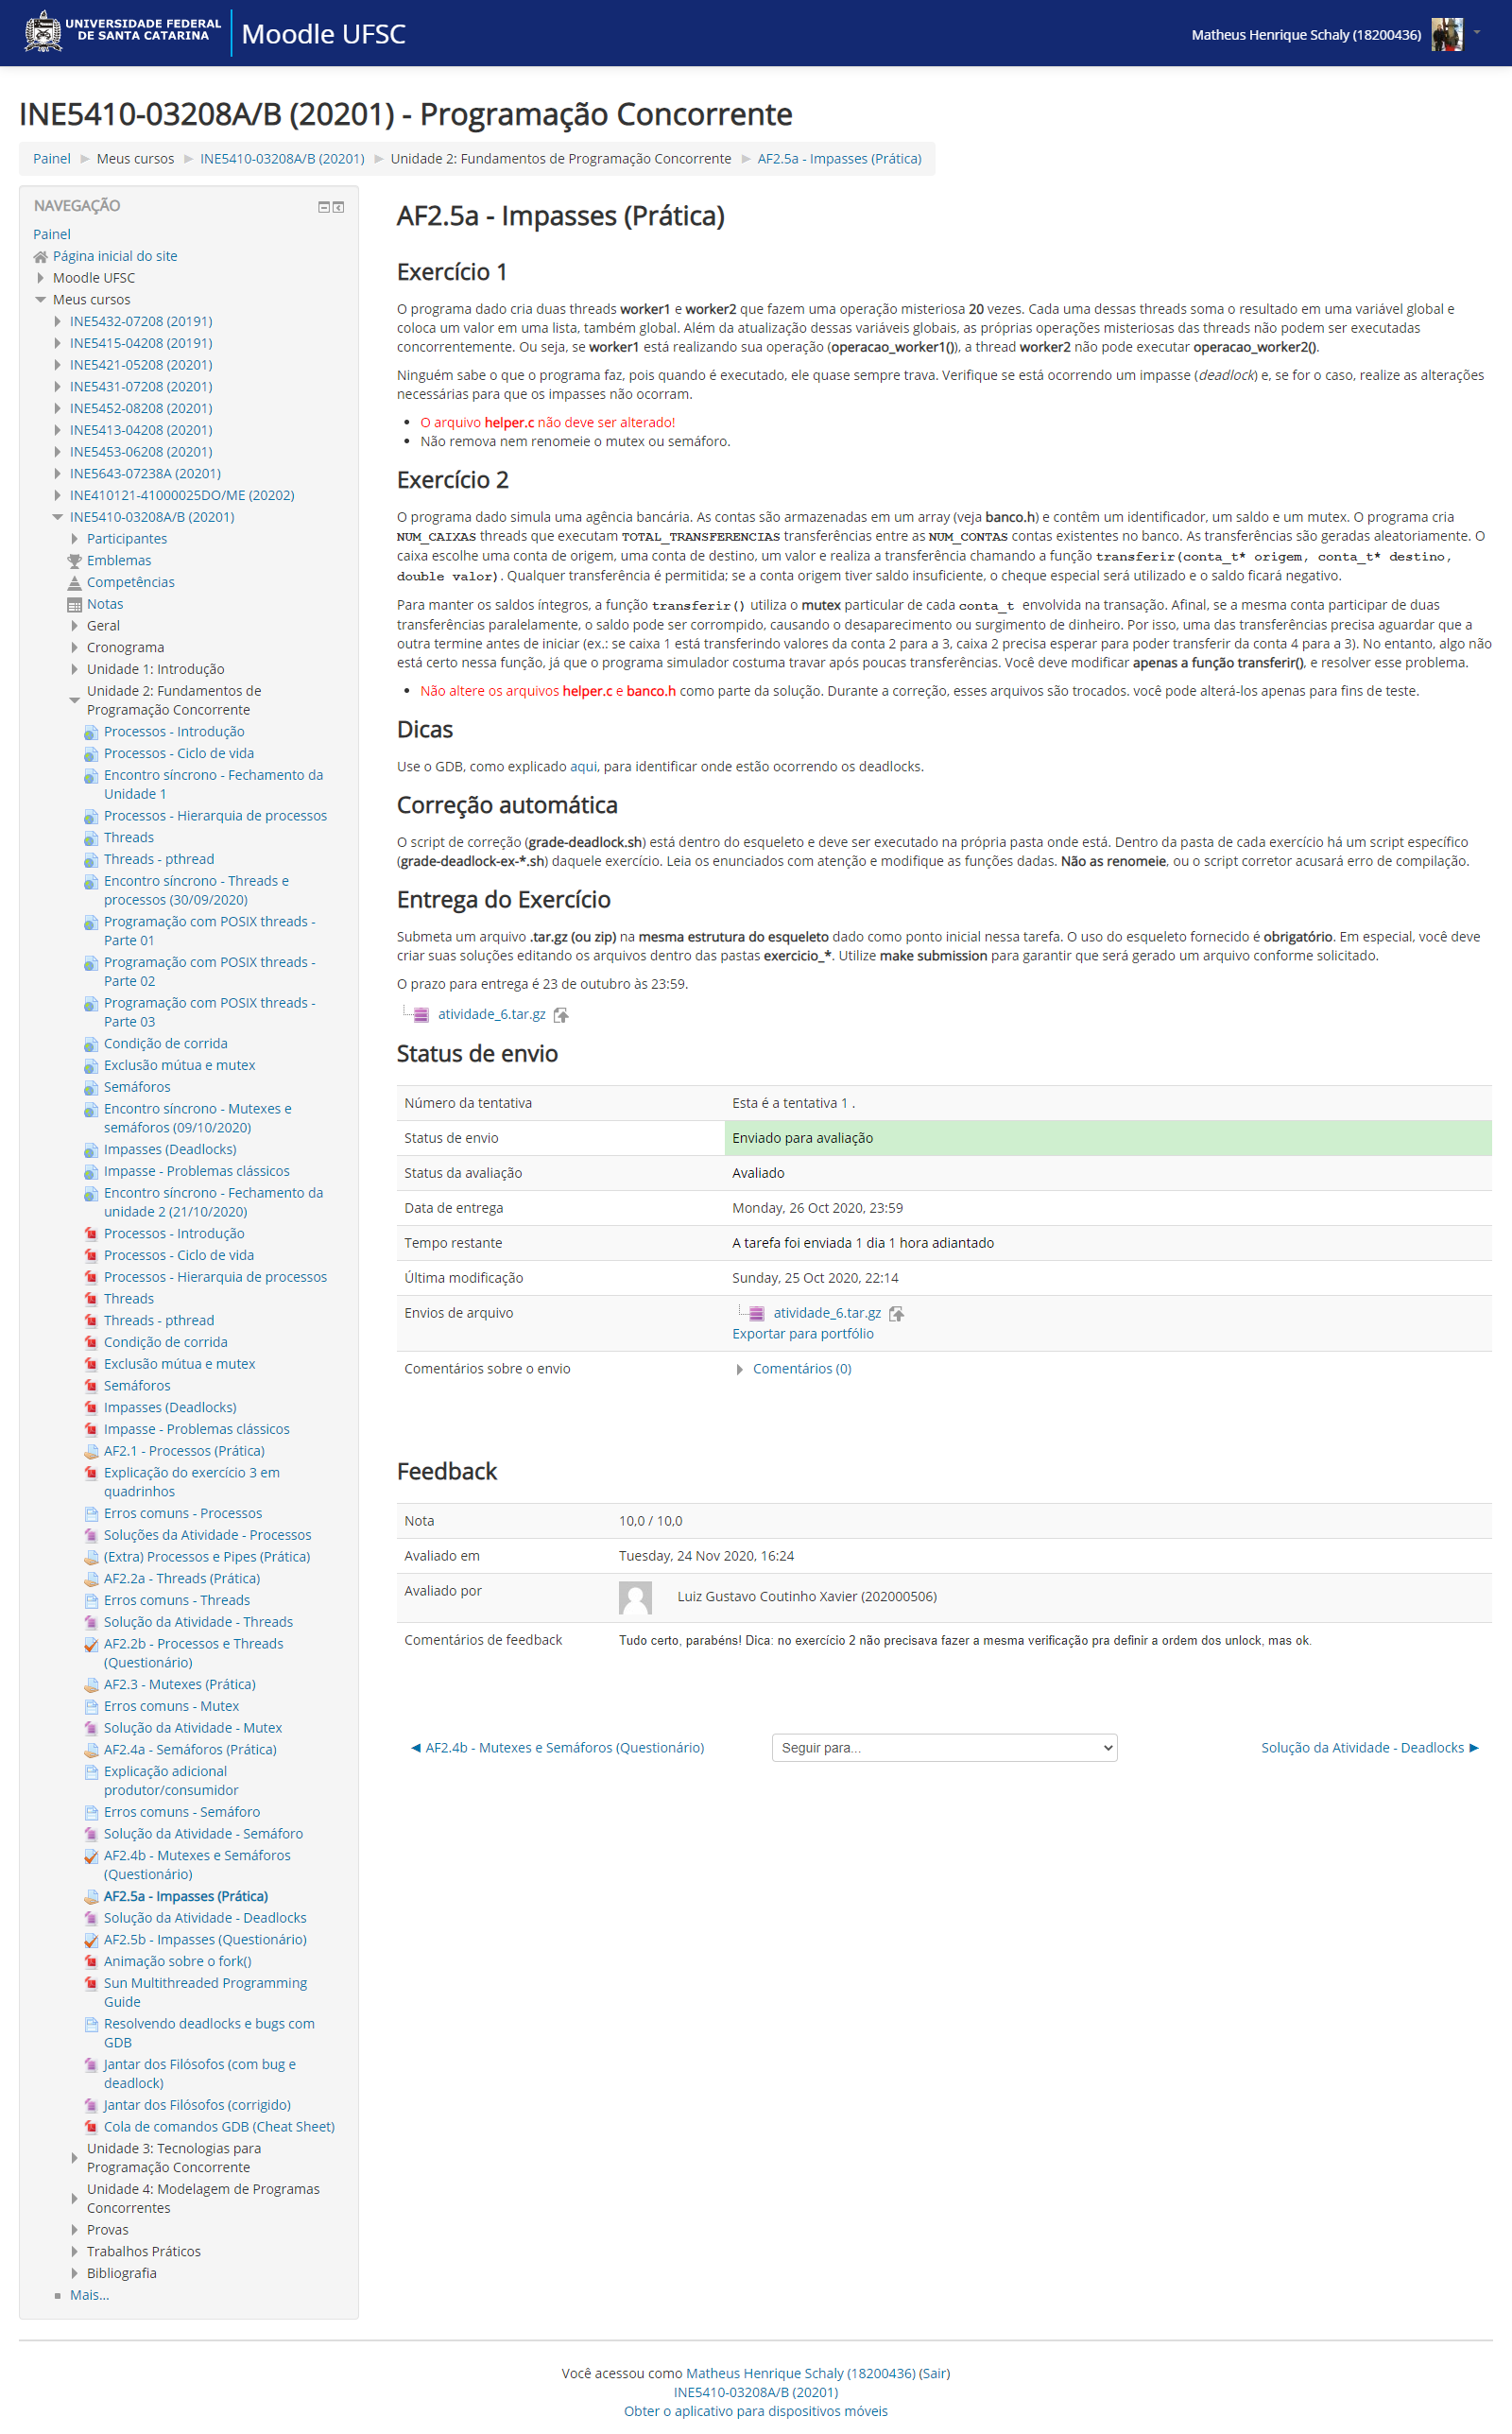 UNIVERSIDADE FEDERAL
DE SANTA CATARINA
Moodle UFSC
Matheus Henrique Schaly (18200436)
INE5410-03208A/B (20201) - Programação Concorrente
Painel ► Meus cursos ► INE5410-03208A/B (20201) ► Unidade 2: Fundamentos de Programação Concorrente ► AF2.5a - Impasses (Prática)
NAVEGAÇÃO
Painel
Página inicial do site
Moodle UFSC
Meus cursos
INE5432-07208 (20191)
INE5415-04208 (20191)
INE5421-05208 (20201)
INE5431-07208 (20201)
INE5452-08208 (20201)
INE5413-04208 (20201)
INE5453-06208 (20201)
INE5643-07238A (20201)
INE410121-41000025DO/ME (20202)
INE5410-03208A/B (20201)
Participantes
Emblemas
Competências
Notas
Geral
Cronograma
Unidade 1: Introdução
Unidade 2: Fundamentos de
Programação Concorrente
Processos - Introdução
Processos - Ciclo de vida
Encontro síncrono - Fechamento da
Unidade 1
Processos - Hierarquia de processos
Threads
Threads - pthread
Encontro síncrono - Threads e
processos (30/09/2020)
Programação com POSIX threads -
Parte 01
Programação com POSIX threads -
Parte 02
Programação com POSIX threads -
Parte 03
Condição de corrida
Exclusão mútua e mutex
Semáforos
Encontro síncrono - Mutexes e
semáforos (09/10/2020)
Impasses (Deadlocks)
Impasse - Problemas clássicos
Encontro síncrono - Fechamento da
unidade 2 (21/10/2020)
Processos - Introdução
Processos - Ciclo de vida
Processos - Hierarquia de processos
Threads
Threads - pthread
Condição de corrida
Exclusão mútua e mutex
Semáforos
Impasses (Deadlocks)
Impasse - Problemas clássicos
AF2.1 - Processos (Prática)
Explicação do exercício 3 em
quadrinhos
Erros comuns - Processos
Soluções da Atividade - Processos
(Extra) Processos e Pipes (Prática)
AF2.2a - Threads (Prática)
Erros comuns - Threads
Solução da Atividade - Threads
AF2.2b - Processos e Threads
(Questionário)
AF2.3 - Mutexes (Prática)
Erros comuns - Mutex
Solução da Atividade - Mutex
AF2.4a - Semáforos (Prática)
Explicação adicional
produtor/consumidor
Erros comuns - Semáforo
Solução da Atividade - Semáforo
AF2.4b - Mutexes e Semáforos
(Questionário)
AF2.5a - Impasses (Prática)
Solução da Atividade - Deadlocks
AF2.5b - Impasses (Questionário)
Animação sobre o fork()
Sun Multithreaded Programming
Guide
Resolvendo deadlocks e bugs com
GDB
Jantar dos Filósofos (com bug e
deadlock)
Jantar dos Filósofos (corrigido)
Cola de comandos GDB (Cheat Sheet)
Unidade 3: Tecnologias para
Programação Concorrente
Unidade 4: Modelagem de Programas
Concorrentes
Provas
Trabalhos Práticos
Bibliografia
Mais...
AF2.5a - Impasses (Prática)
Exercício 1
O programa dado cria duas threads worker1 e worker2 que fazem uma operação misteriosa 20 vezes. Cada uma dessas threads soma o resultado em uma variável global e
coloca um valor em uma lista, também global. Além da atualização dessas variáveis globais, as próprias operações misteriosas das threads não podem ser executadas
concorrentemente. Ou seja, se worker1 está realizando sua operação (operacao_worker1()), a thread worker2 não pode executar operacao_worker2().
Ninguém sabe o que o programa faz, pois quando é executado, ele quase sempre trava. Verifique se está ocorrendo um impasse (deadlock) e, se for o caso, realize as alterações
necessárias para que os impasses não ocorram.
• O arquivo helper.c não deve ser alterado!
• Não remova nem renomeie o mutex ou semáforo.
Exercício 2
O programa dado simula uma agência bancária. As contas são armazenadas em um array (veja banco.h) e contêm um identificador, um saldo e um mutex. O programa cria
NUM_CAIXAS threads que executam TOTAL_TRANSFERENCIAS transferências entre as NUM_CONTAS contas existentes no banco. As transferências são geradas aleatoriamente. O
caixa escolhe uma conta de origem, uma conta de destino, um valor e realiza a transferência chamando a função transferir(conta_t* origem, conta_t* destino,
double valor). Qualquer transferência é permitida; se a conta origem tiver saldo insuficiente, o cheque especial será utilizado e o saldo ficará negativo.
Para manter os saldos íntegros, a função transferir() utiliza o mutex particular de cada conta_t envolvida na transação. Afinal, se a mesma conta participar de duas
transferências paralelamente, o saldo pode ser corrompido, causando o desaparecimento ou surgimento de dinheiro. Por isso, uma das transferências precisa aguardar que a
outra termine antes de iniciar (ex.: se caixa 1 está transferindo valores da conta 2 para a 3, caixa 2 precisa esperar para poder transferir da conta 4 para a 3). No entanto, algo não
está certo nessa função, já que o programa simulador costuma travar após poucas transferências. Você deve modificar apenas a função transferir(), e resolver esse problema.
• Não altere os arquivos helper.c e banco.h como parte da solução. Durante a correção, esses arquivos são trocados. você pode alterá-los apenas para fins de teste.
Dicas
Use o GDB, como explicado aqui, para identificar onde estão ocorrendo os deadlocks.
Correção automática
O script de correção (grade-deadlock.sh) está dentro do esqueleto e deve ser executado na própria pasta onde está. Dentro da pasta de cada exercício há um script específico
(grade-deadlock-ex-*.sh) daquele exercício. Leia os enunciados com atenção e modifique as funções dadas. Não as renomeie, ou o script corretor acusará erro de compilação.
Entrega do Exercício
Submeta um arquivo .tar.gz (ou zip) na mesma estrutura do esqueleto dado como ponto inicial nessa tarefa. O uso do esqueleto fornecido é obrigatório. Em especial, você deve
criar suas soluções editando os arquivos dentro das pastas exercicio_*. Utilize make submission para garantir que será gerado um arquivo conforme solicitado.
O prazo para entrega é 23 de outubro às 23:59.
atividade_6.tar.gz
Status de envio
Número da tentativa Esta é a tentativa 1 .
Status de envio Enviado para avaliação
Status da avaliação Avaliado
Data de entrega Monday, 26 Oct 2020, 23:59
Tempo restante A tarefa foi enviada 1 dia 1 hora adiantado
Última modificação Sunday, 25 Oct 2020, 22:14
Envios de arquivo atividade_6.tar.gz
Exportar para portfólio
Comentários sobre o envio Comentários (0)
Feedback
Nota 10,0 / 10,0
Avaliado em Tuesday, 24 Nov 2020, 16:24
Avaliado por Luiz Gustavo Coutinho Xavier (202000506)
Comentários de feedback Tudo certo, parabéns! Dica: no exercício 2 não precisava fazer a mesma verificação pra definir a ordem dos unlock, mas ok.
◄ AF2.4b - Mutexes e Semáforos (Questionário) Seguir para... Solução da Atividade - Deadlocks ►
Você acessou como Matheus Henrique Schaly (18200436) (Sair)
INE5410-03208A/B (20201)
Obter o aplicativo para dispositivos móveis